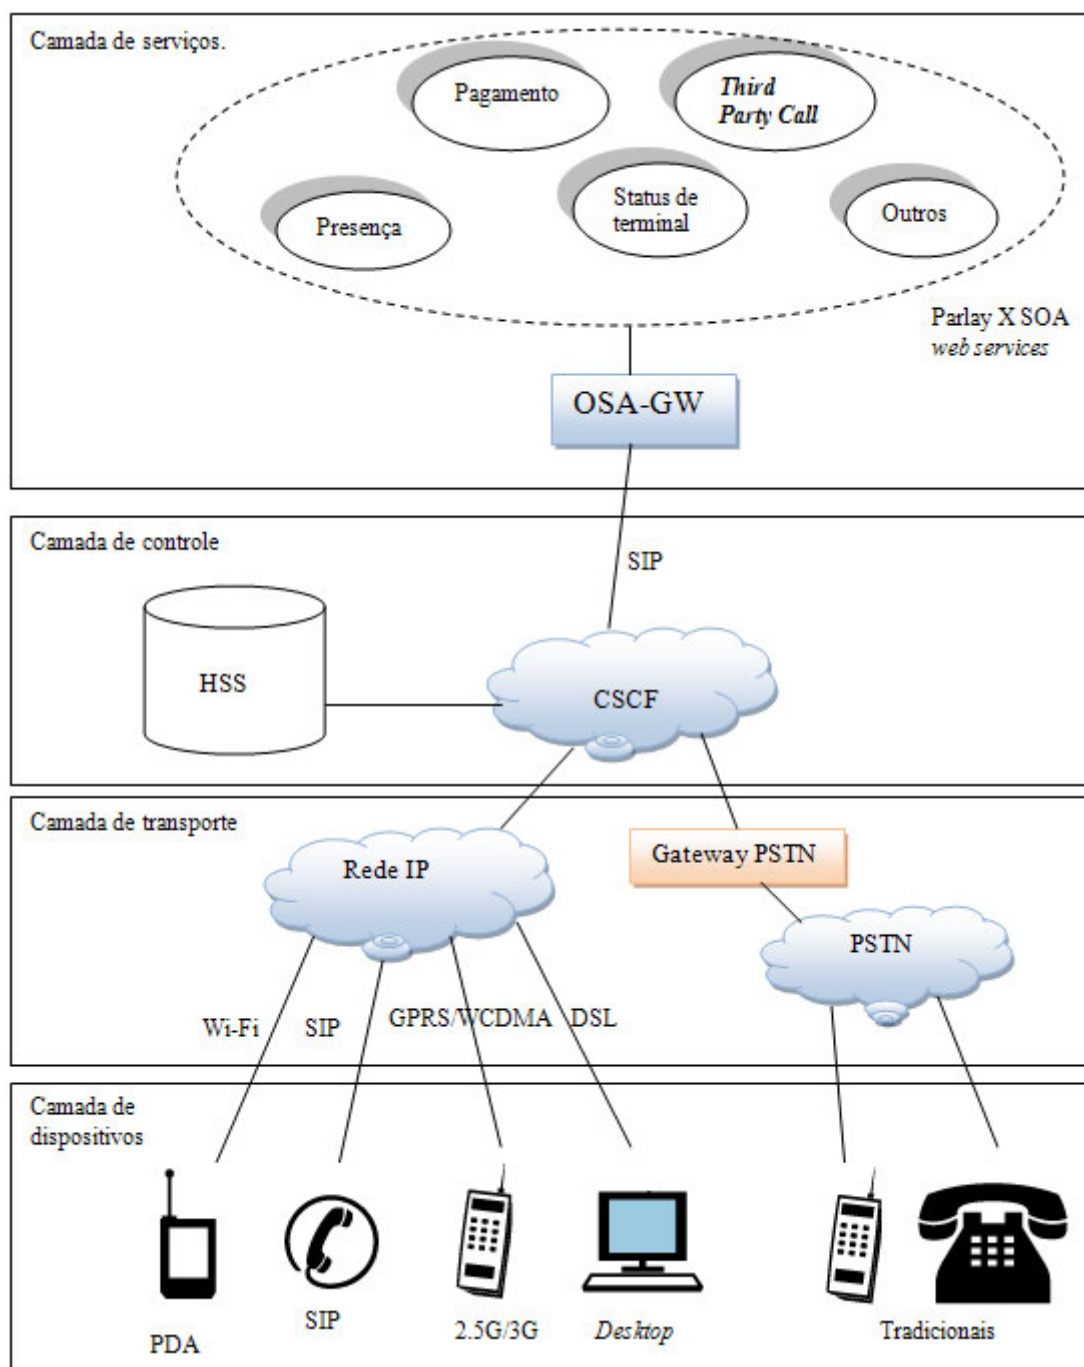 Camada de serviços.
Pagamento
Third
Party Call
Presença
Status de
terminal
Outros
Parlay X SOA
web services
OSA-GW
Camada de controle
SIP
HSS
CSCF
Camada de transporte
Rede IP
Gateway PSTN
PSTN
Wi-Fi
SIP
GPRS/WCDMA
DSL
Camada de
dispositivos
PDA
SIP
2.5G/3G
Desktop
Tradicionais